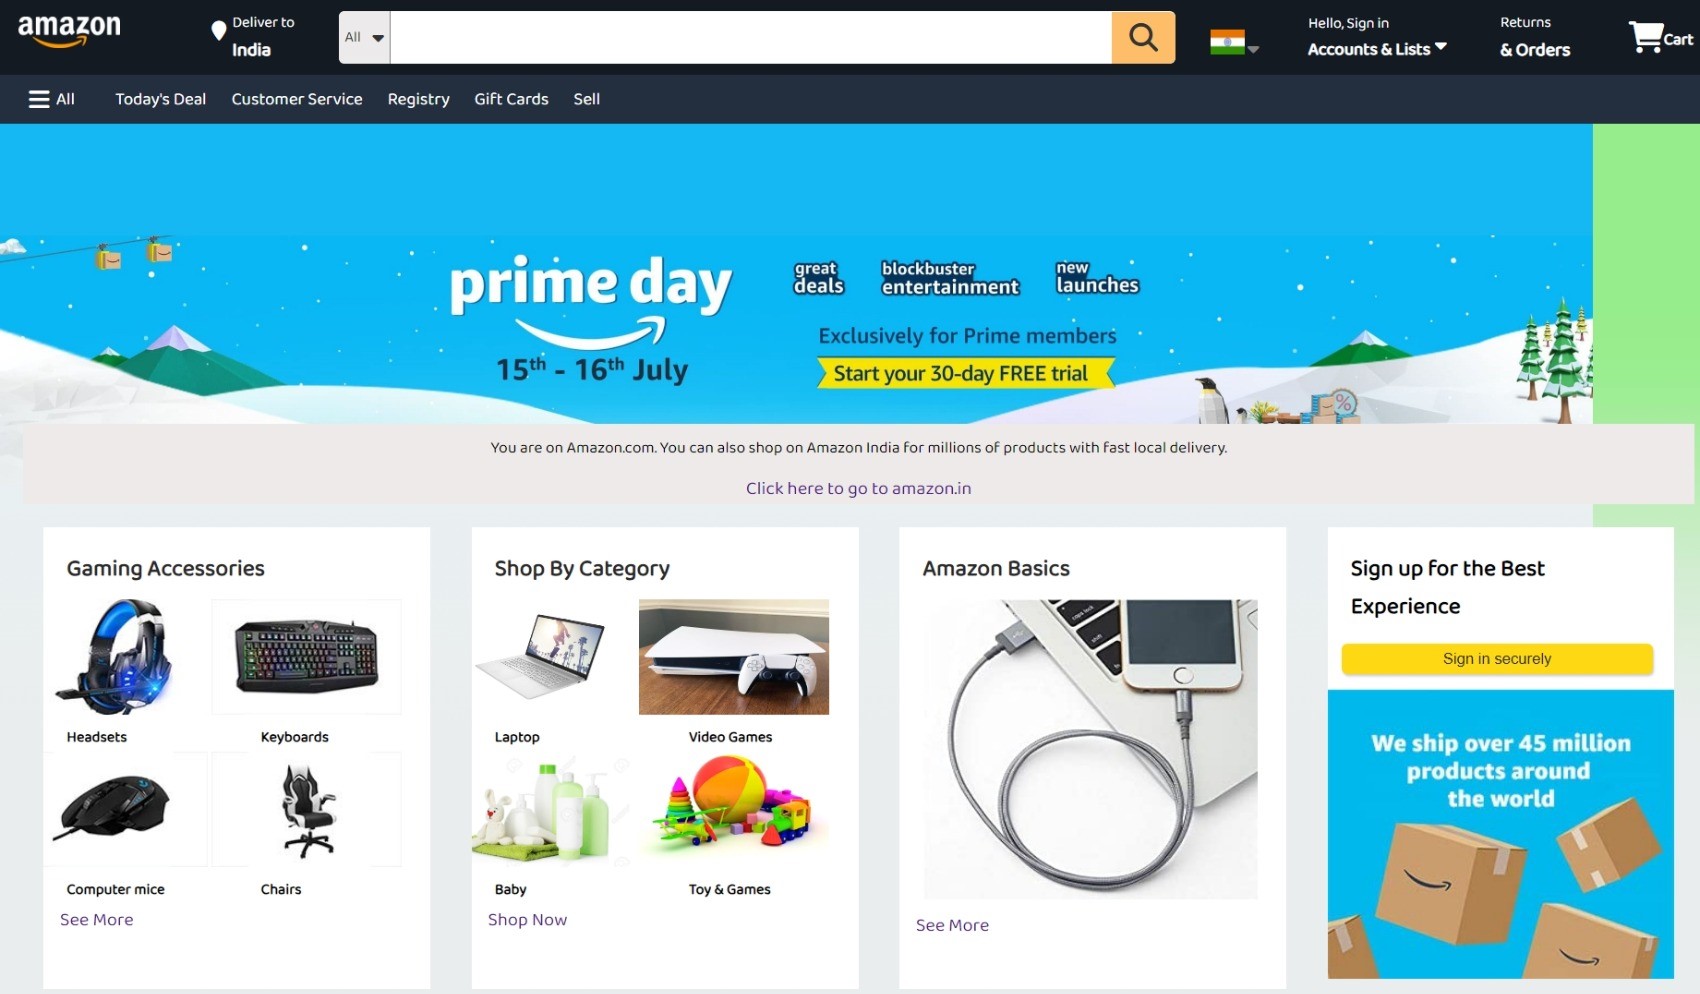 amazon
Deliver to
India
All
Hello, Sign in
Accounts & Lists
Returns
& Orders
Cart
All
Today's Deal
Customer Service
Registry
Gift Cards
Sell
prime day
15th - 16th July
great
deals
blockbuster
entertainment
new
launches
Exclusively for Prime members
Start your 30-day FREE trial
%
You are on Amazon.com. You can also shop on Amazon India for millions of products with fast local delivery.
Click here to go to amazon.in
Gaming Accessories
Headsets
Keyboards
Computer mice
Chairs
See More
Shop By Category
Laptop
Video Games
Baby
Toy & Games
Shop Now
Amazon Basics
caps lock
shift
See More
Sign up for the Best
Experience
Sign in securely
We ship over 45 million
products around
the world